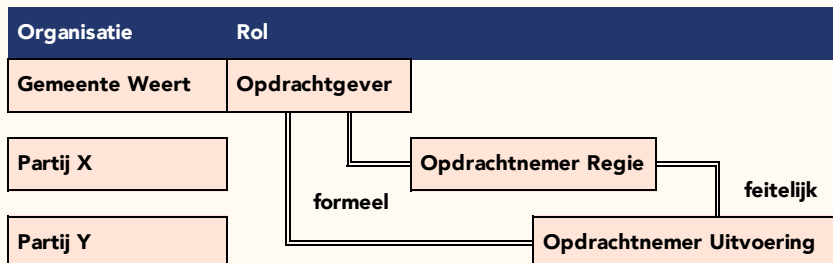 Organisatie Rol
Gemeente Weert Opdrachtgever
Partij X Opdrachtnemer Regie
formeel feitelijk
Partij Y Opdrachtnemer Uitvoering